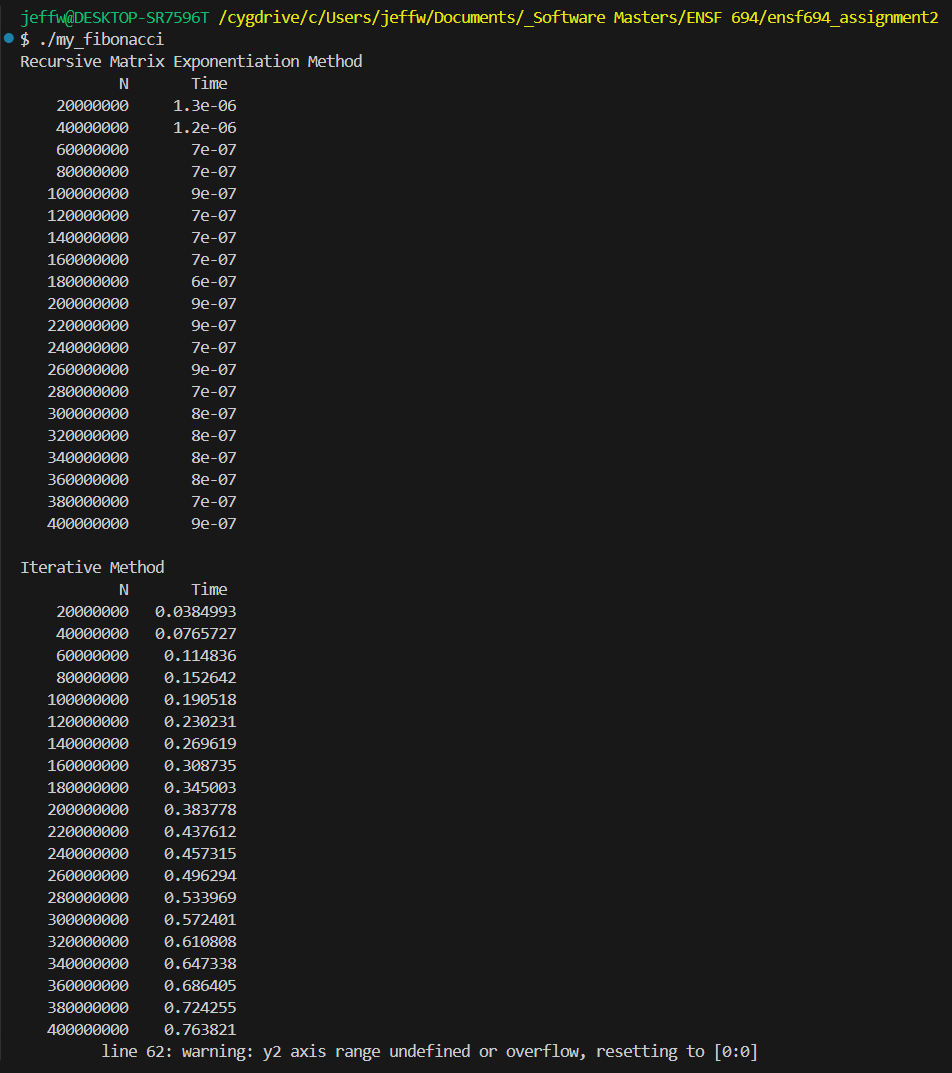 jeffw@DESKTOP-SR7596T /cygdrive/c/Users/jeffw/Documents/_Software Masters/ENSF 694/ensf694_assignment2
$ ./my_fibonacci
Recursive Matrix Exponentiation Method
N Time
20000000 1.3e-06
40000000 1.2e-06
60000000 7e-07
80000000 7e-07
100000000 9e-07
120000000 7e-07
140000000 7e-07
160000000 7e-07
180000000 6e-07
200000000 9e-07
220000000 9e-07
240000000 7e-07
260000000 9e-07
280000000 7e-07
300000000 8e-07
320000000 8e-07
340000000 8e-07
360000000 8e-07
380000000 7e-07
400000000 9e-07

Iterative Method
N Time
20000000 0.0384993
40000000 0.0765727
60000000 0.114836
80000000 0.152642
100000000 0.190518
120000000 0.230231
140000000 0.269619
160000000 0.308735
180000000 0.345003
200000000 0.383778
220000000 0.437612
240000000 0.457315
260000000 0.496294
280000000 0.533969
300000000 0.572401
320000000 0.610808
340000000 0.647338
360000000 0.686405
380000000 0.724255
400000000 0.763821
line 62: warning: y2 axis range undefined or overflow, resetting to [0:0]